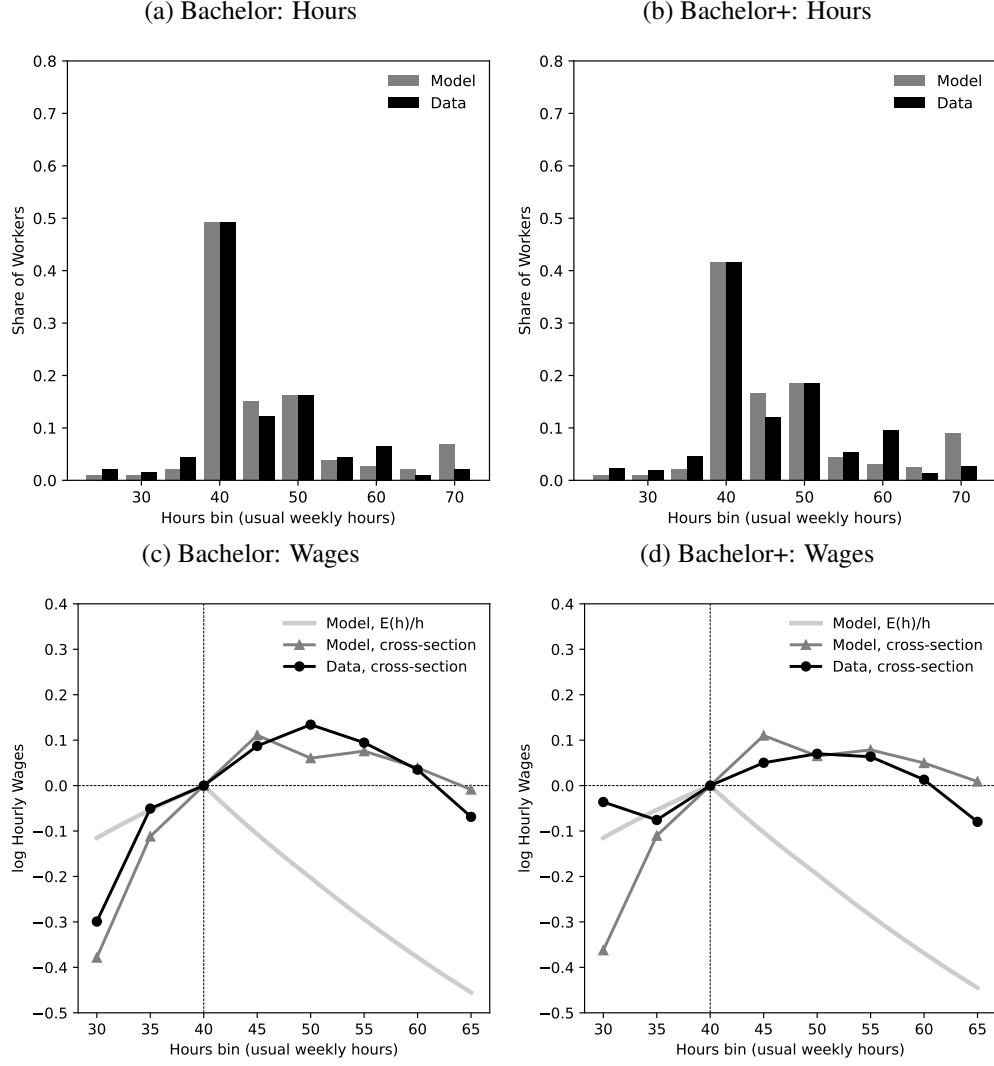 (a) Bachelor: Hours
0.8
0.7
0.6
0.5
0.4
0.3
0.2
0.1
0.0
Share of Workers
Model
Data
30
40
50
60
70
Hours bin (usual weekly hours)
(b) Bachelor+: Hours
0.8
0.7
0.6
0.5
0.4
0.3
0.2
0.1
0.0
Share of Workers
Model
Data
30
40
50
60
70
Hours bin (usual weekly hours)
(c) Bachelor: Wages
0.4
0.3
0.2
0.1
0.0
−0.1
−0.2
−0.3
−0.4
−0.5
log Hourly Wages
Model, E(h)/h
Model, cross-section
Data, cross-section
30
35
40
45
50
55
60
65
Hours bin (usual weekly hours)
(d) Bachelor+: Wages
0.4
0.3
0.2
0.1
0.0
−0.1
−0.2
−0.3
−0.4
−0.5
log Hourly Wages
Model, E(h)/h
Model, cross-section
Data, cross-section
30
35
40
45
50
55
60
65
Hours bin (usual weekly hours)